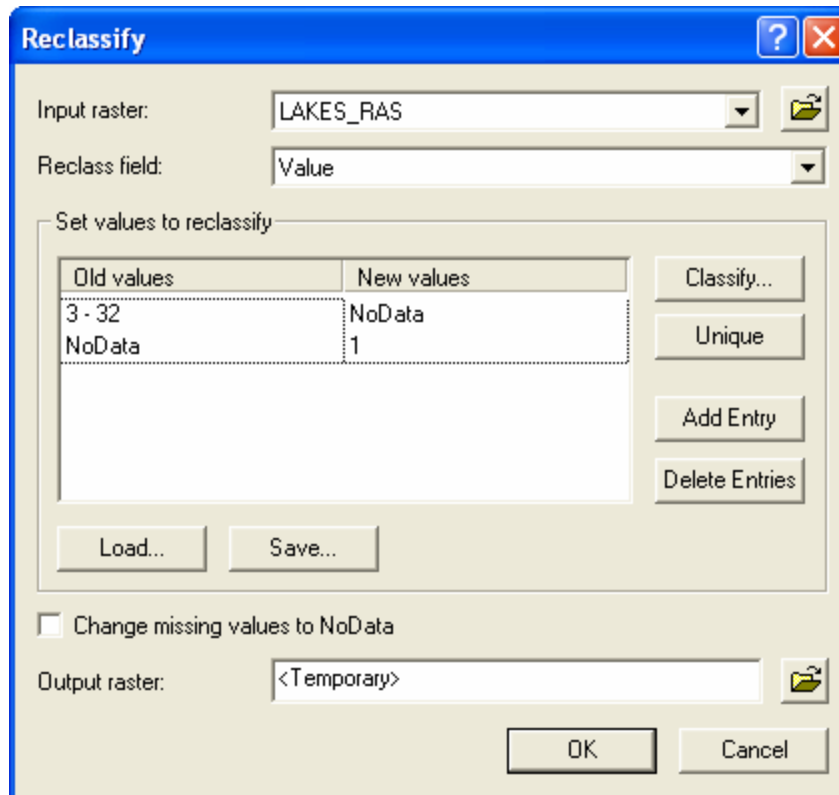 Reclassify
Input raster: LAKES_RAS
Reclass field: Value
Set values to reclassify
Old values New values Classify...
3 - 32 NoData
NoData 1 Unique
Add Entry
Delete Entries
Load... Save...
Change missing values to NoData
Output raster: <Temporary>
OK Cancel